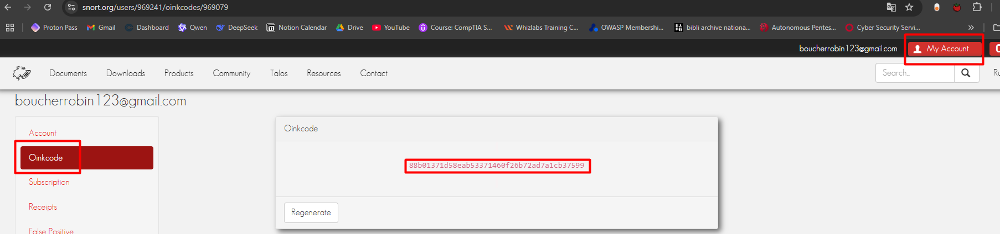 snort.org/users/969241/oinkcodes/969079
Proton Pass Gmail Dashboard Qwen DeepSeek Notion Calendar Drive YouTube Course: CompTIA S... Whizlabs Training C... OWASP Membershi... bibli archive nationa... Autonomous Pentes... Cyber Security Servi... »
boucherrobin123@gmail.com My Account
Documents Downloads Products Community Talos Resources Contact Search... Ru
boucherrobin123@gmail.com
Account
Oinkcode
Subscription
Receipts
False Positive
Oinkcode
88b01371d58eab53371460f26b72ad7a1cb37599
Regenerate